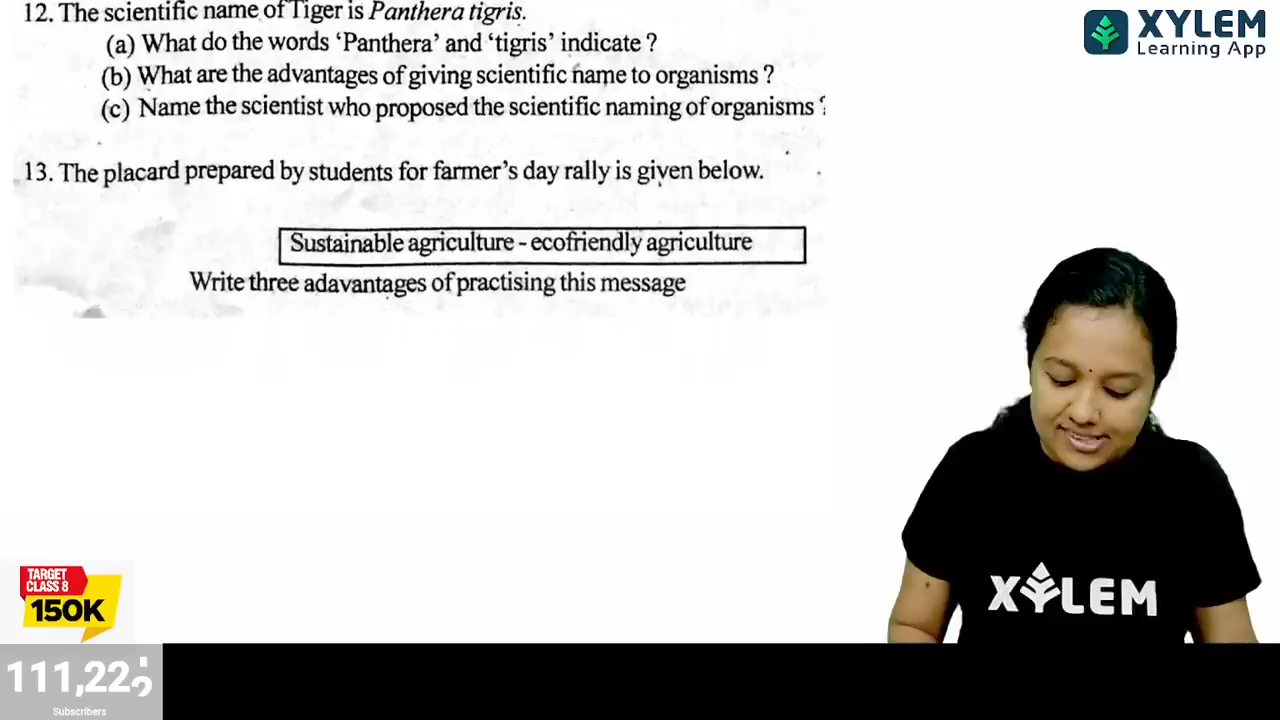 12. The scientific name of Tiger is Panthera tigris.
(a) What do the words ‘Panthera’ and ‘tigris’ indicate ?
(b) What are the advantages of giving scientific name to organisms ?
(c) Name the scientist who proposed the scientific naming of organisms ?
13. The placard prepared by students for farmer’s day rally is given below.
Sustainable agriculture - ecofriendly agriculture
Write three adavantages of practising this message
XYLEM
Learning App
XYLEM
TARGET
CLASS 8
150K
111,22
Subscribers